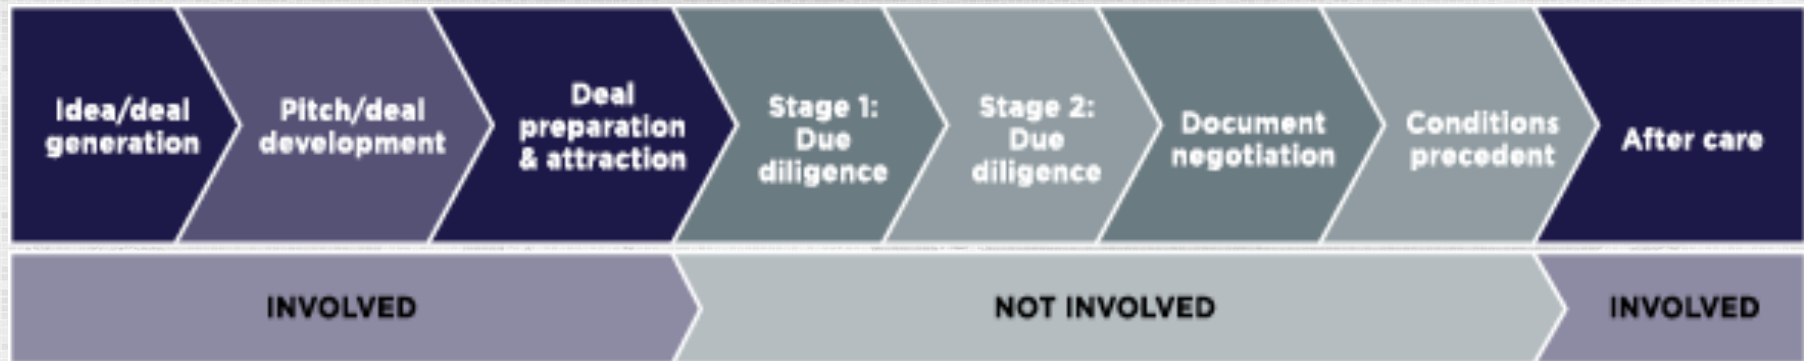 Idea/deal
generation
Pitch/deal
development
Deal
preparation
& attraction
Stage 1:
Due
diligence
Stage 2:
Due
diligence
Document
negotiation
Conditions
precedent
After care
INVOLVED
NOT INVOLVED
INVOLVED